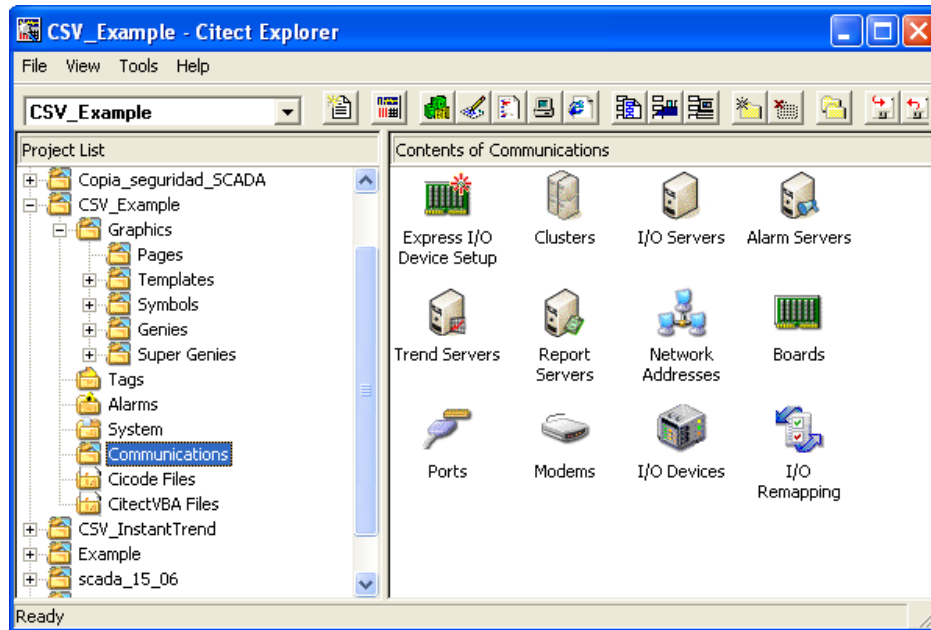 CSV_Example - Citect Explorer
File View Tools Help
CSV_Example
Project List
Contents of Communications
Copia_seguridad_SCADA
CSV_Example
Graphics
Pages
Templates
Symbols
Genies
Super Genies
Tags
Alarms
System
Communications
Cicode Files
CitectVBA Files
CSV_InstantTrend
Example
scada_15_06
Express I/O
Device Setup
Clusters
I/O Servers
Alarm Servers
Trend Servers
Report
Servers
Network
Addresses
Boards
Ports
Modems
I/O Devices
I/O
Remapping
Ready